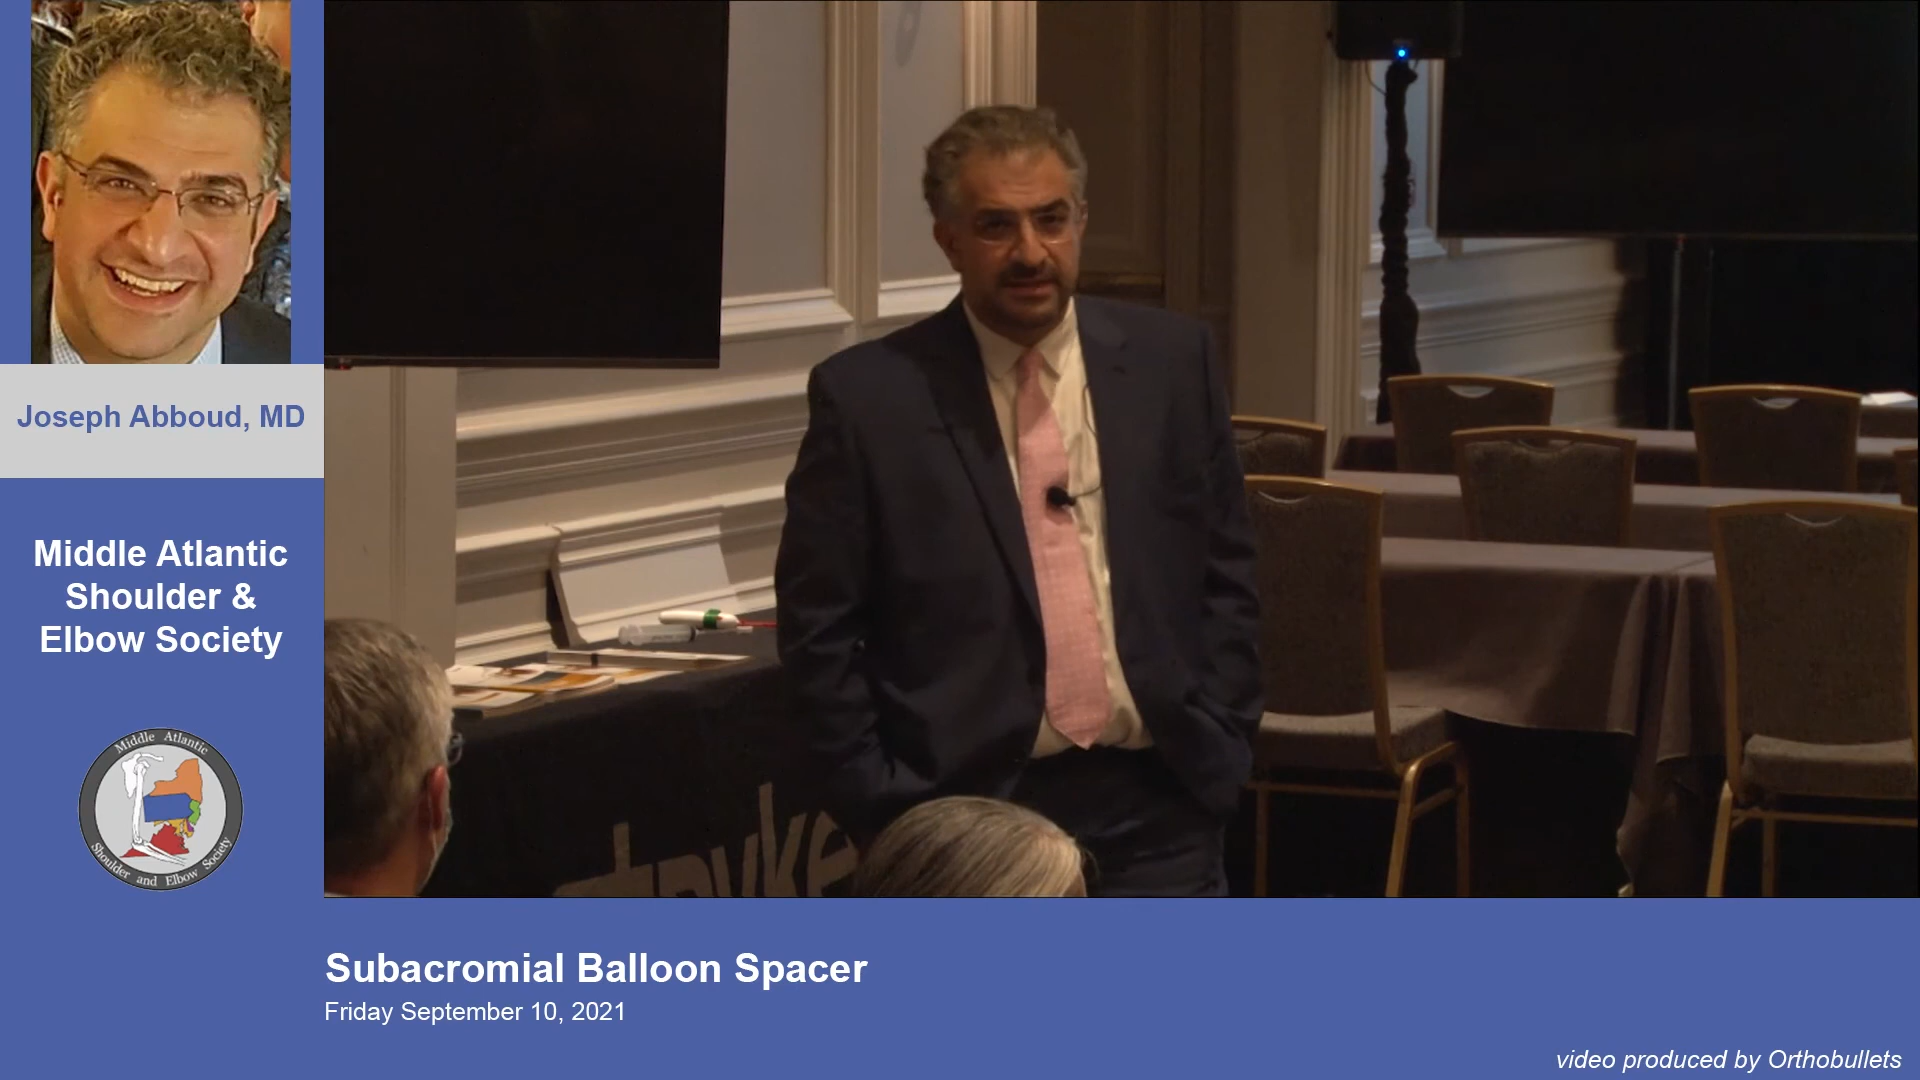 Joseph Abboud, MD
Middle Atlantic
Shoulder &
Elbow Society
Middle Atlantic
Shoulder and Elbow Society
stryke
Subacromial Balloon Spacer
Friday September 10, 2021
video produced by Orthobullets